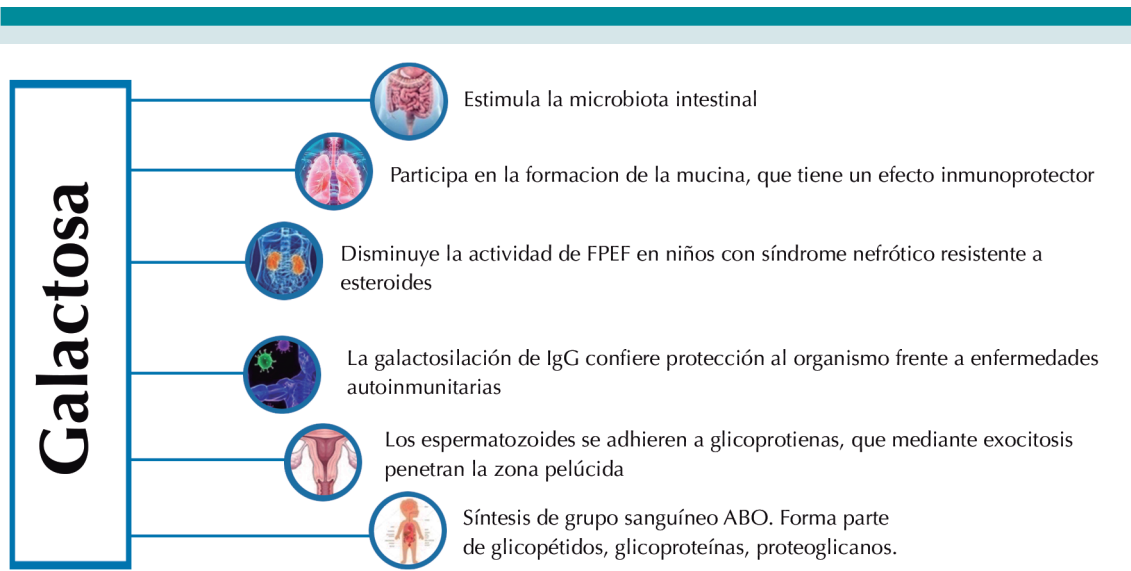 Galactosa
Estimula la microbiota intestinal
Participa en la formacion de la mucina, que tiene un efecto inmunoprotector
Disminuye la actividad de FPEF en niños con síndrome nefrótico resistente a
esteroides
La galactosilación de IgG confiere protección al organismo frente a enfermedades
autoinmunitarias
Los espermatozoides se adhieren a glicoprotienas, que mediante exocitosis
penetran la zona pelúcida
Síntesis de grupo sanguíneo ABO. Forma parte
de glicopétidos, glicoproteínas, proteoglicanos.